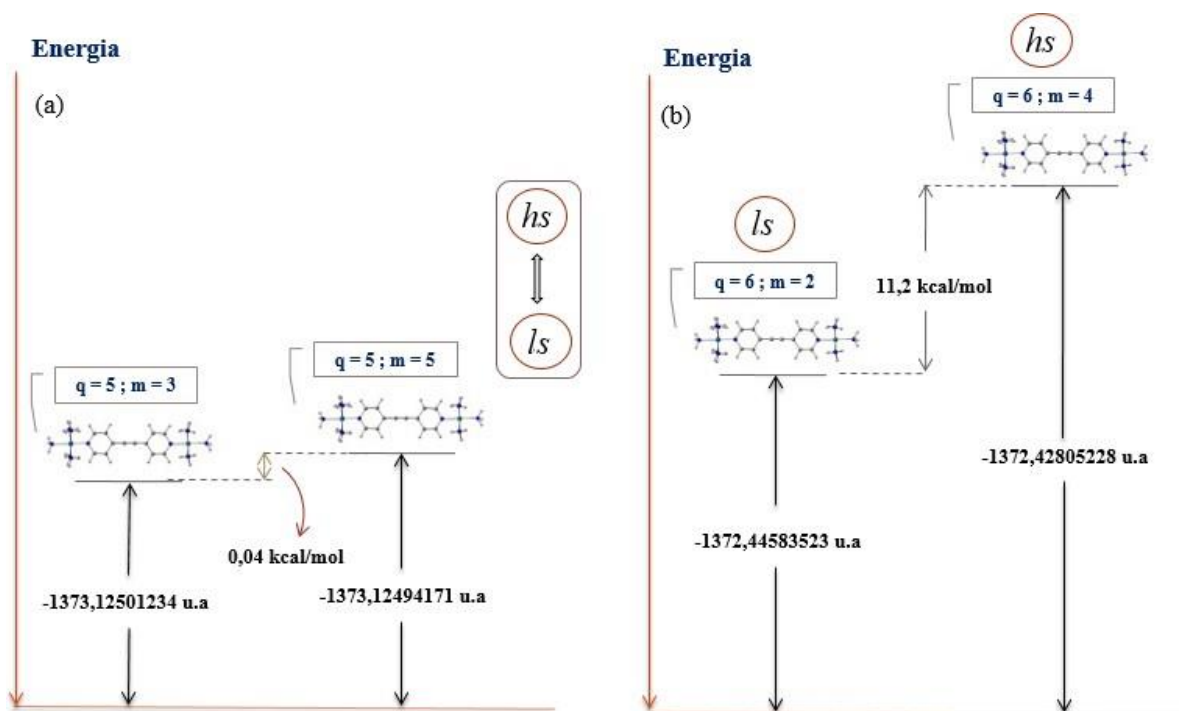 Energia
(a)
hs
ls
q = 5 ; m = 5
q = 5 ; m = 3
0,04 kcal/mol
-1373,12501234 u.a
-1373,12494171 u.a
hs
Energia
q = 6 ; m = 4
(b)
ls
q = 6 ; m = 2
11,2 kcal/mol
-1372,42805228 u.a
-1372,44583523 u.a